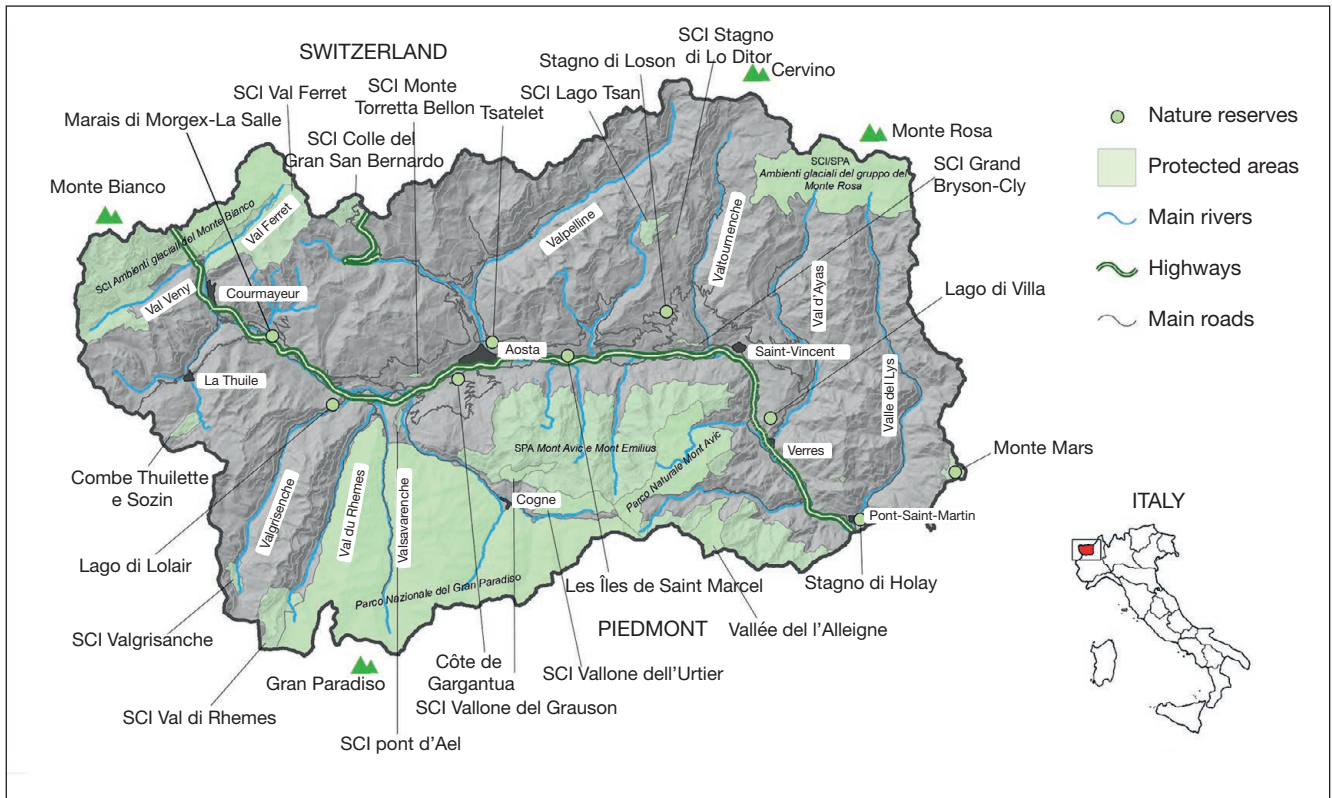 SWITZERLAND
SCI Stagno
di Lo Ditor
Stagno di Loson
Cervino
SCI Monte
Torretta Bellon
SCI Val Ferret
SCI Lago Tsan
Tsatelet
Marais di Morgex-La Salle
SCI Colle del
Gran San Bernardo
Monte Rosa
SCI Grand
Bryson-Cly
Monte Bianco
SCI/SPA
Ambienti glaciali del gruppo del
Monte Rosa
SCI Ambienti glaciali del Monte Bianco
Val Ferret
Valpelline
Valtournenche
Val d'Ayas
Val Veny
Courmayeur
Lago di Villa
Aosta
Saint-Vincent
La Thuile
Valle del Lys
SPA Mont Avic e Mont Emilius
Verres
Parco Naturale Mont Avic
Monte Mars
Combe Thuilette
e Sozin
Valgrisenche
Val du Rhemes
Valsavarenche
Cogne
Pont-Saint-Martin
Lago di Lolair
Parco Nazionale del Gran Paradiso
Les Îles de Saint Marcel
Stagno di Holay
SCI Valgrisanche
PIEDMONT
Vallée del l'Alleigne
Gran Paradiso
Côte de
Gargantua
SCI Vallone dell'Urtier
SCI Vallone del Grauson
SCI Val di Rhemes
SCI pont d'Ael
Nature reserves
Protected areas
Main rivers
Highways
Main roads
ITALY